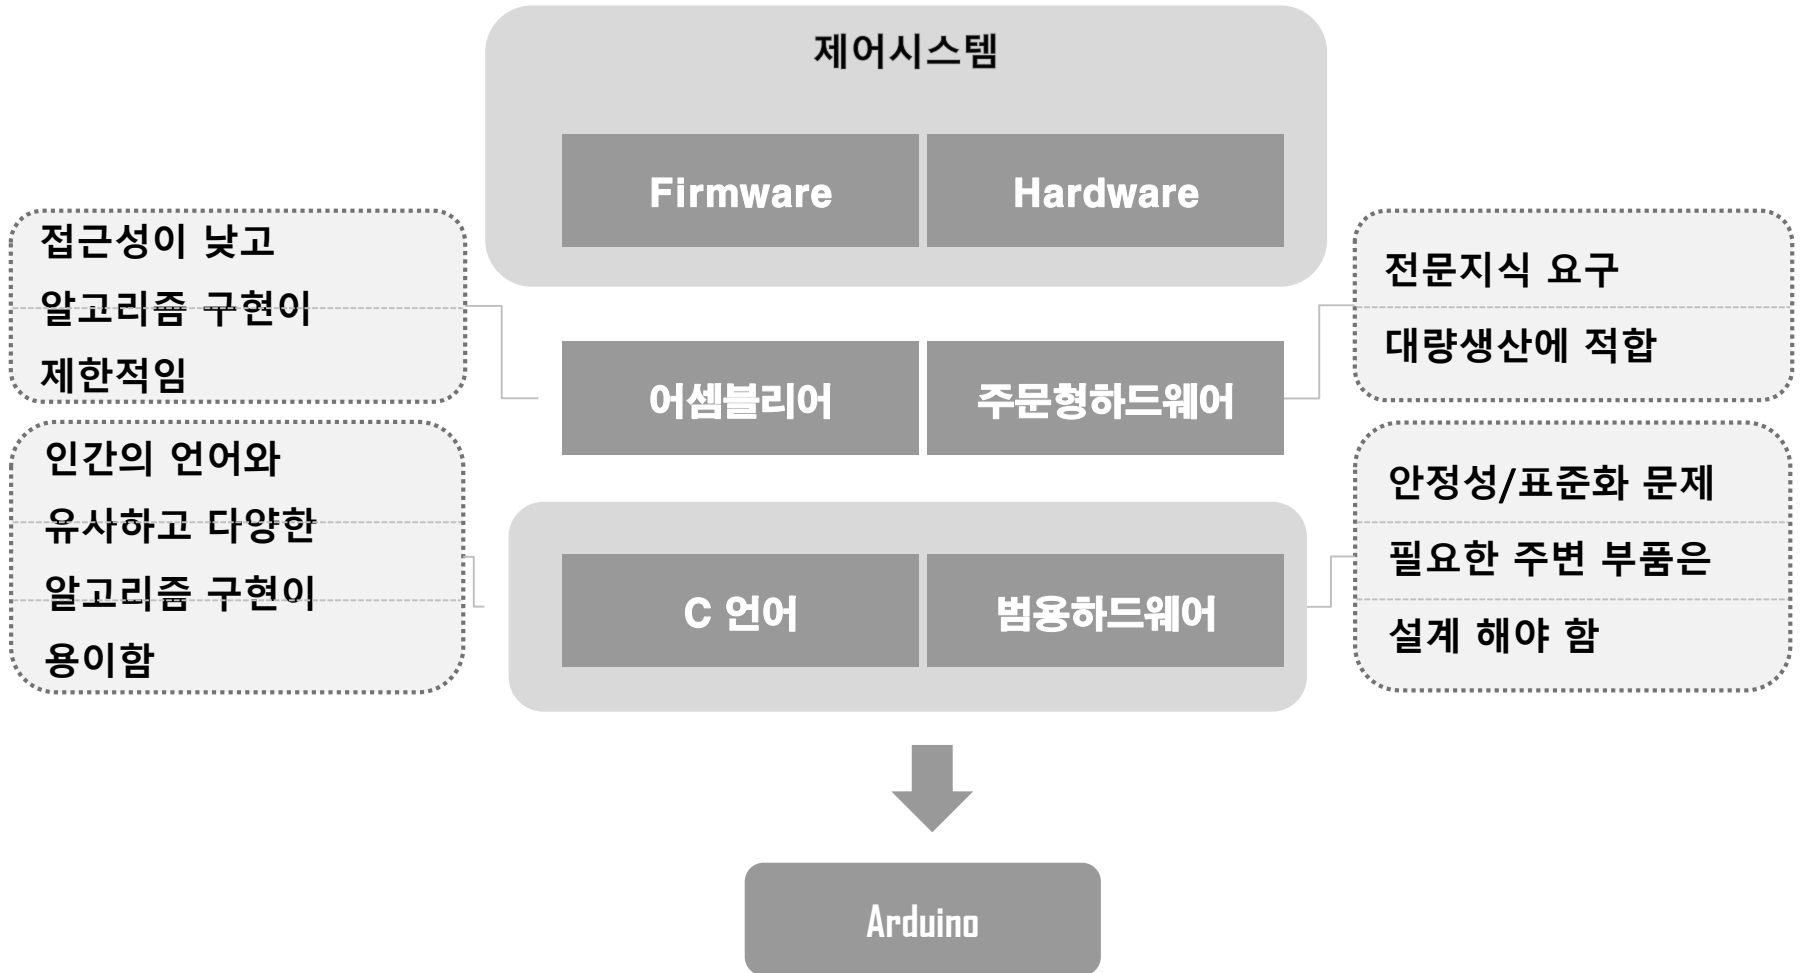 제어시스템
Firmware
Hardware
접근성이 낮고
알고리즘 구현이
제한적임
어셈블리어
주문형하드웨어
전문지식 요구
대량생산에 적합
인간의 언어와
유사하고 다양한
알고리즘 구현이
용이함
C 언어
범용하드웨어
안정성/표준화 문제
필요한 주변 부품은
설계 해야 함
Arduino